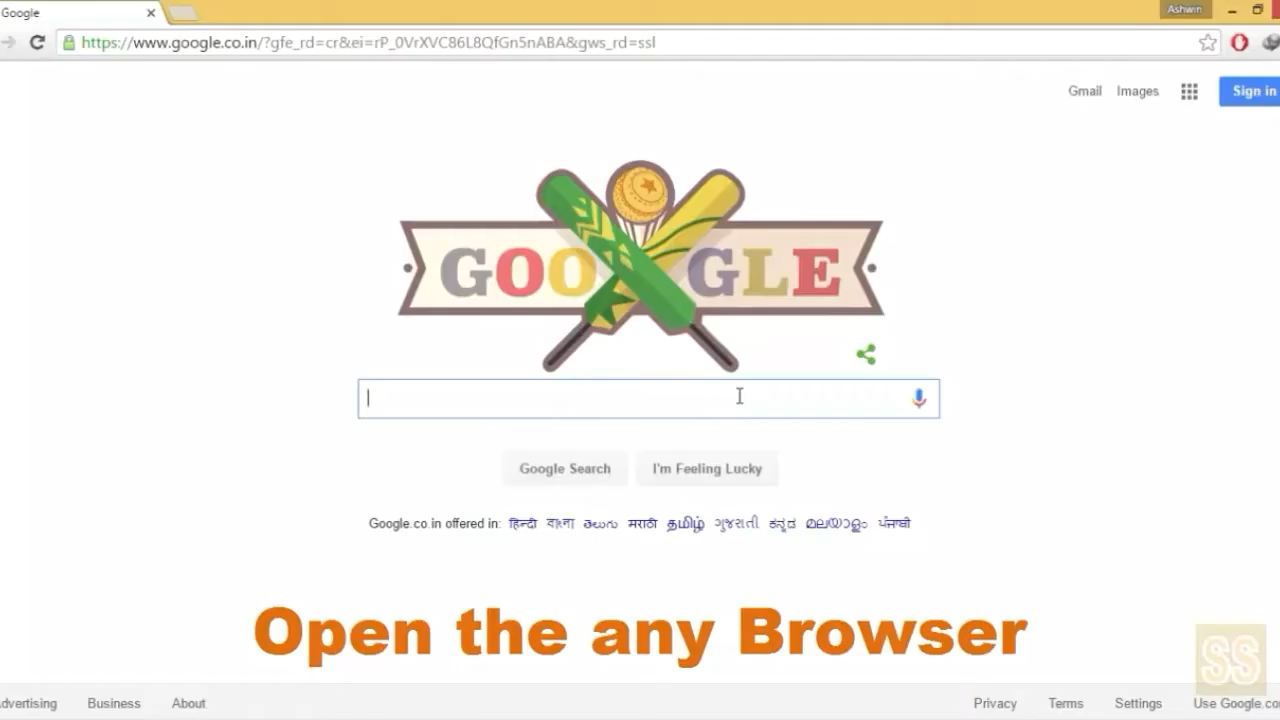 Google
Ashwin
https://www.google.co.in/?gfe_rd=cr&ei=rP_0VrXVC86L8QfGn5nABA&gws_rd=ssl
Gmail Images Sign in
GOOGLE
Google Search I'm Feeling Lucky
Google.co.in offered in: हिन्दी বাংলা తెలుగు मराठी தமிழ் ગુજરાતી ಕನ್ನಡ മലയാളം ਪੰਜਾਬੀ
Open the any Browser
SS
dvertising Business About Privacy Terms Settings Use Google.co